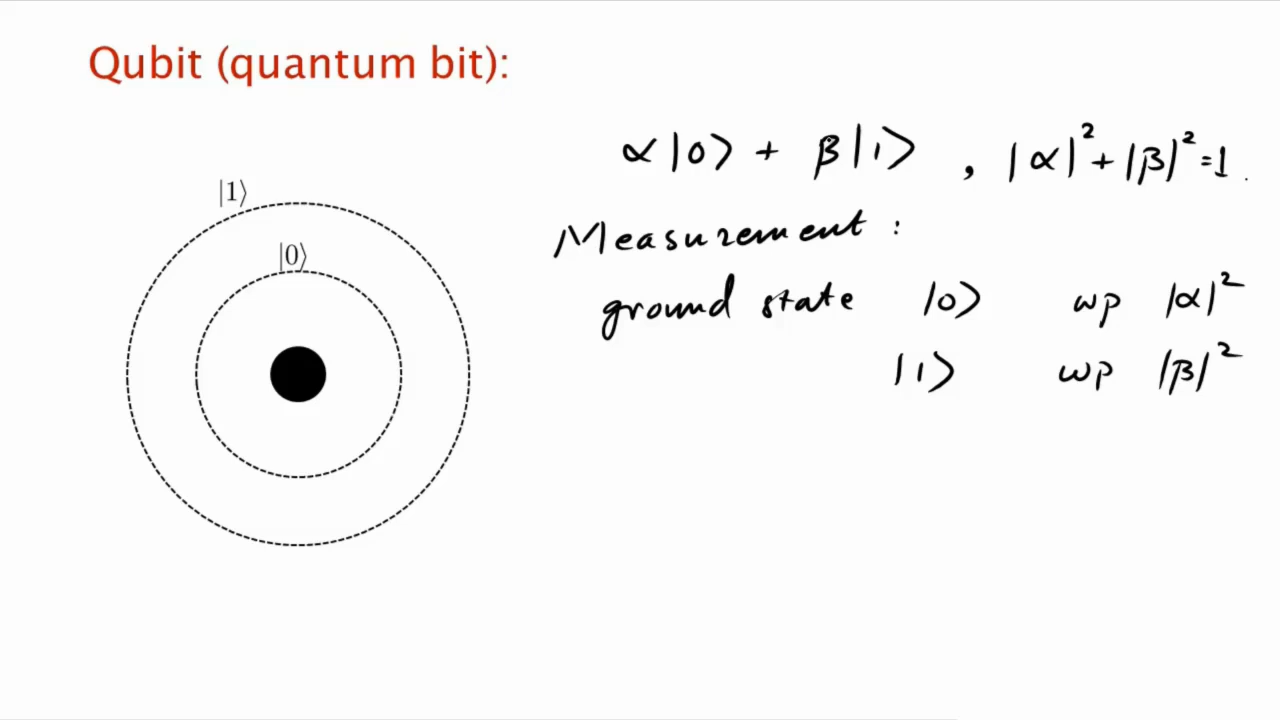 Qubit (quantum bit):
α|0⟩ + β|1⟩ , |α|² + |β|² = 1.
|1⟩
Measurement :
|0⟩
ground state |0⟩ wp |α|²
|1⟩ wp |β|²